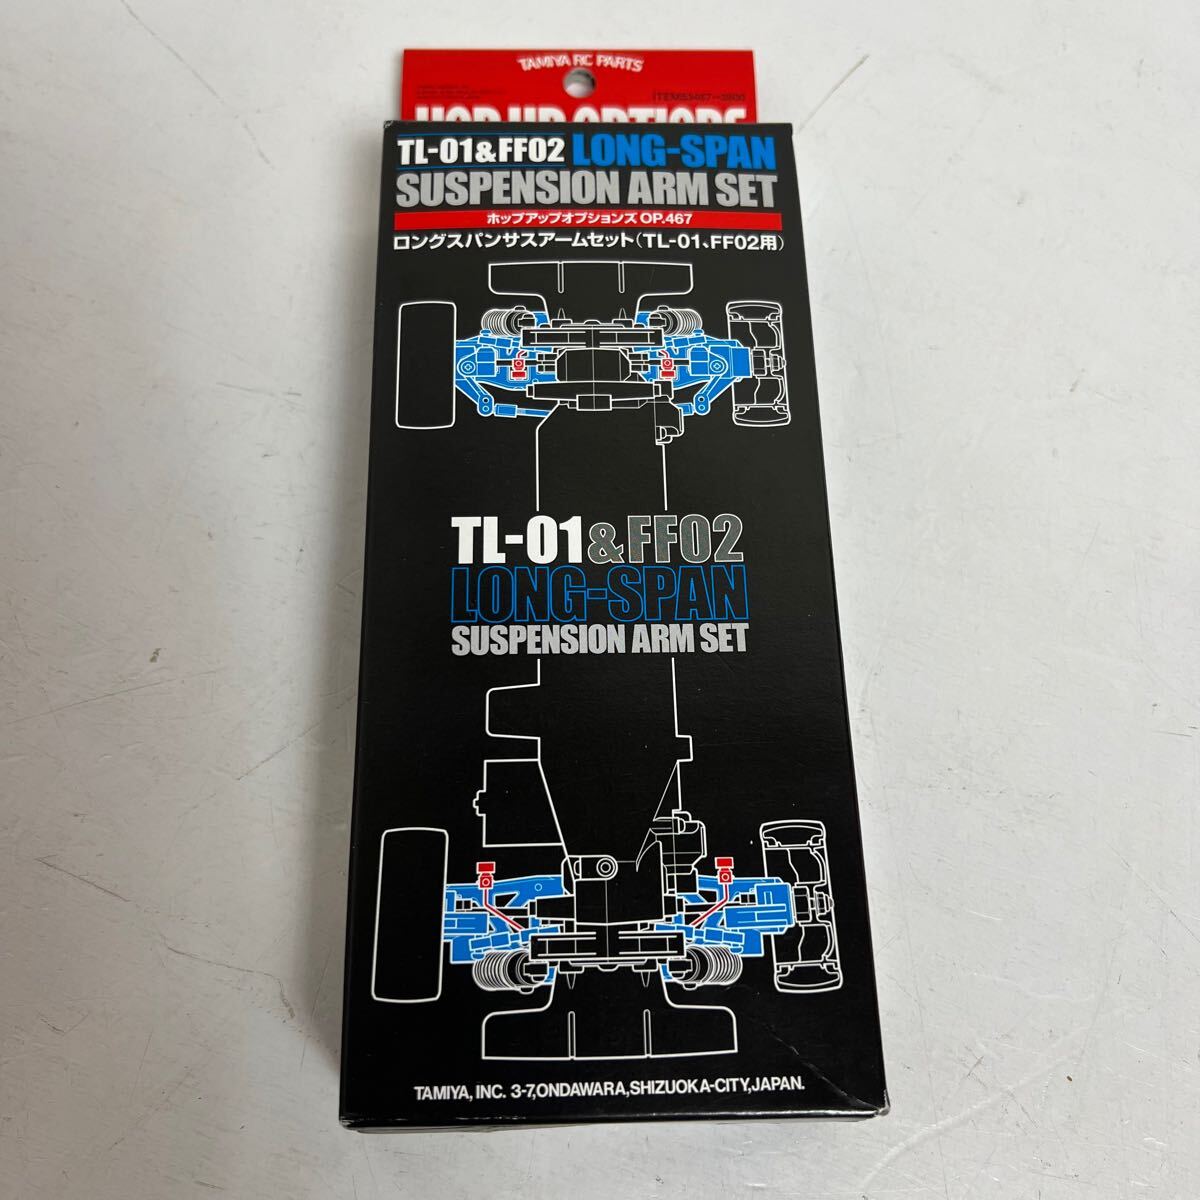 TAMIYA RC PARTS
HOP UP OPTIONS
TL-01&FF02 LONG-SPAN
SUSPENSION ARM SET
ホップアップオプションズ OP.467
ロングスパンサスアームセット(TL-01、FF02用)
TL-01&FF02
LONG-SPAN
SUSPENSION ARM SET
TAMIYA, INC. 3-7,ONDAWARA,SHIZUOKA-CITY,JAPAN.